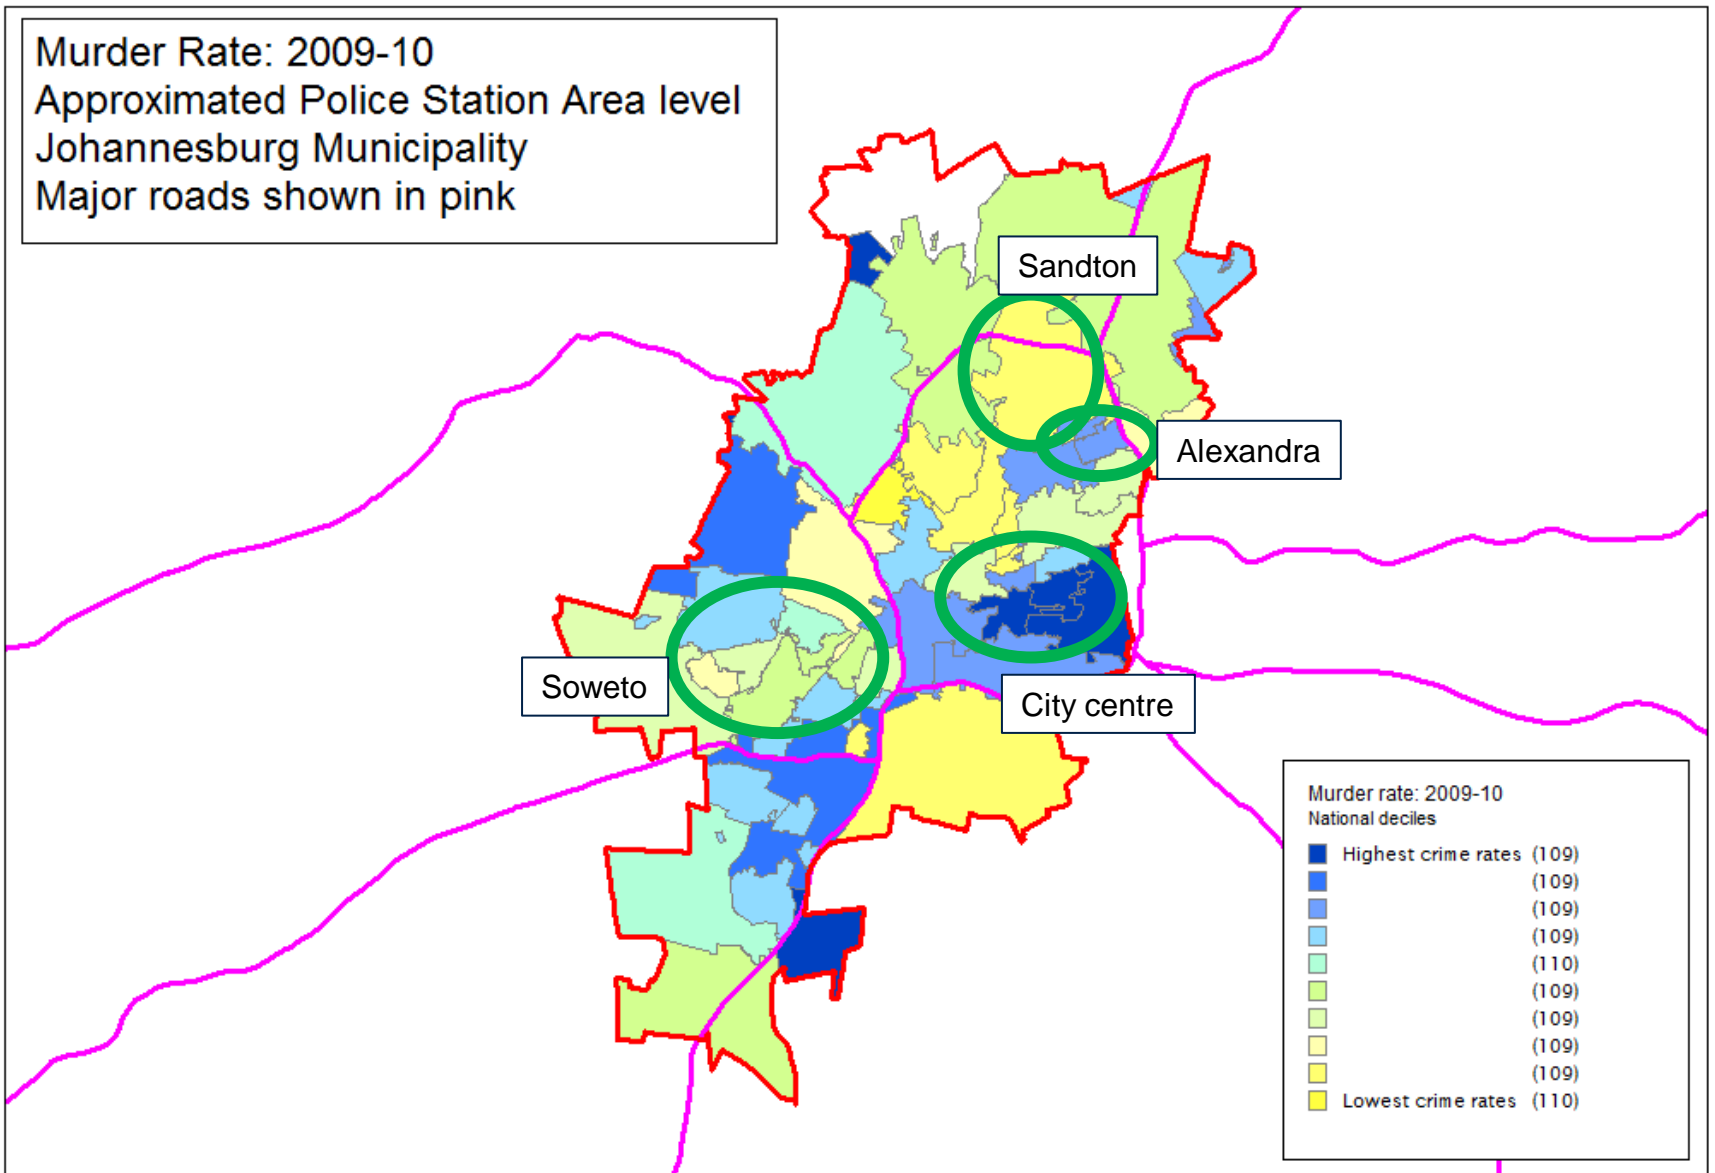 Murder Rate: 2009-10
Approximated Police Station Area level
Johannesburg Municipality
Major roads shown in pink
Sandton
Alexandra
Soweto
City centre
Murder rate: 2009-10
National deciles
Highest crime rates (109)
(109)
(109)
(109)
(110)
(109)
(109)
(109)
(109)
Lowest crime rates (110)